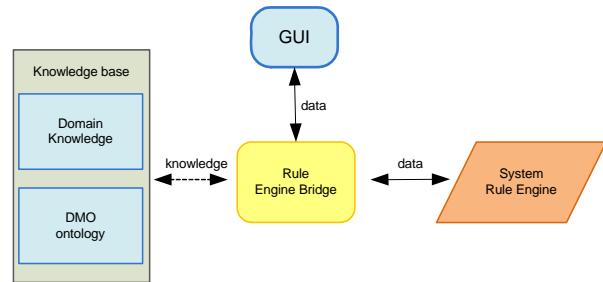 GUI
Knowledge base
data
Domain
Knowledge
knowledge
Rule
Engine Bridge
data
System
Rule Engine
DMO
ontology